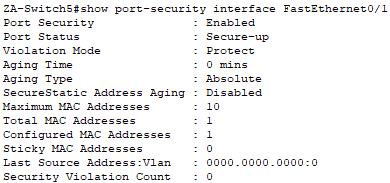 ZA-Switch5#show port-security interface FastEthernet0/1
Port Security : Enabled
Port Status : Secure-up
Violation Mode : Protect
Aging Time : 0 mins
Aging Type : Absolute
SecureStatic Address Aging : Disabled
Maximum MAC Addresses : 10
Total MAC Addresses : 1
Configured MAC Addresses : 1
Sticky MAC Addresses : 0
Last Source Address:Vlan : 0000.0000.0000:0
Security Violation Count : 0